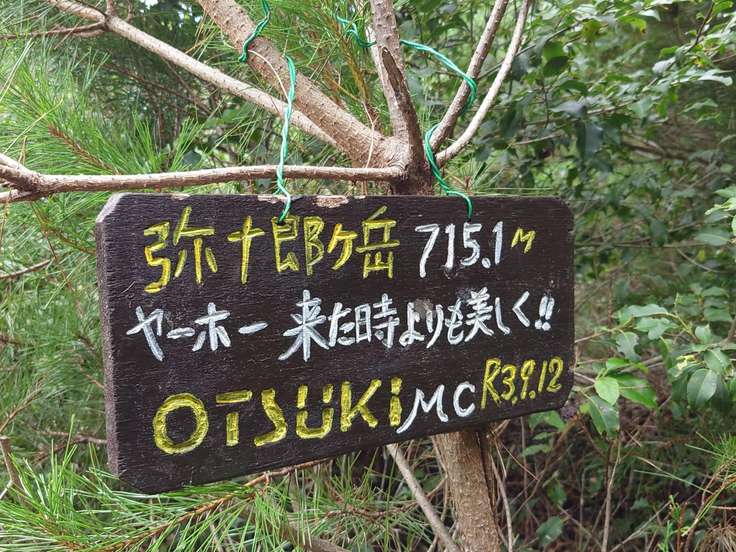 弥十郎ヶ岳 715.1M
ヤーホー 来た時よりも美しく!!
OTSUKI MC R3.9.12